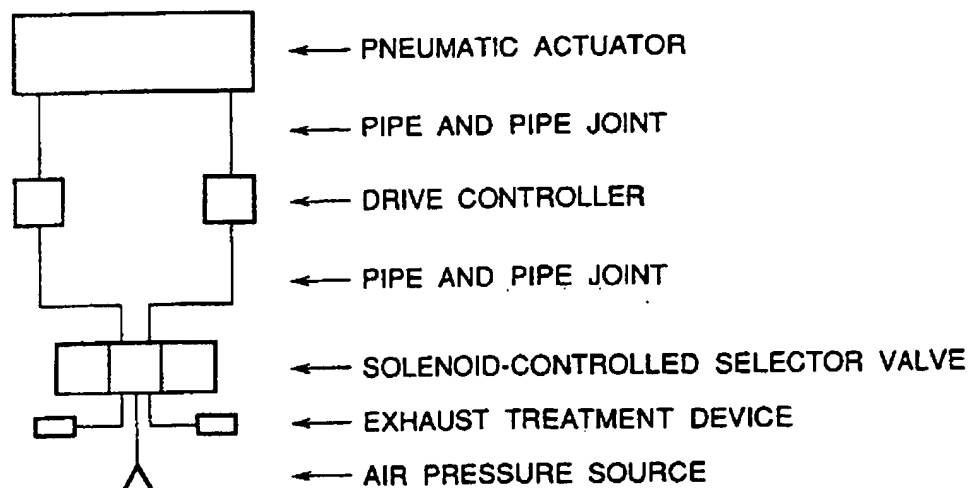 PNEUMATIC ACTUATOR
PIPE AND PIPE JOINT
DRIVE CONTROLLER
PIPE AND PIPE JOINT
SOLENOID-CONTROLLED SELECTOR VALVE
EXHAUST TREATMENT DEVICE
AIR PRESSURE SOURCE